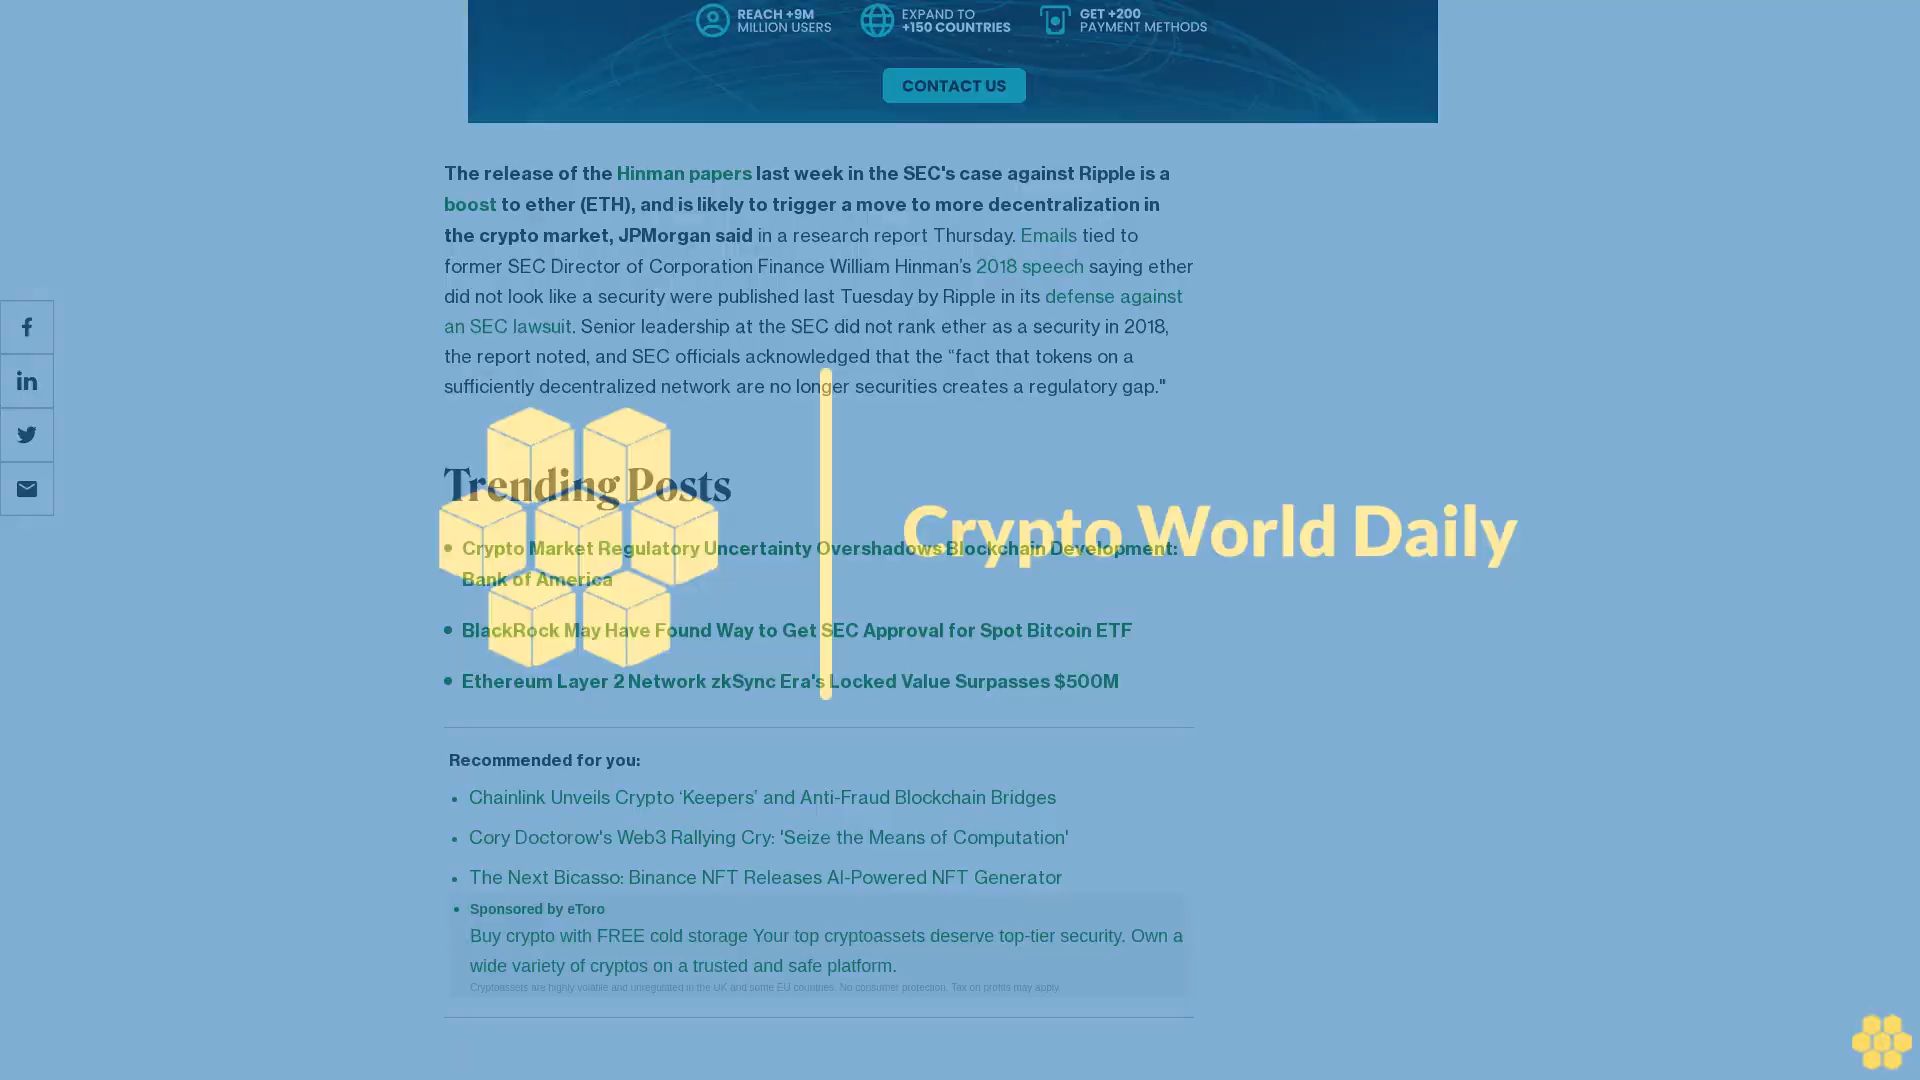 REACH +9M
MILLION USERS
EXPAND TO
+150 COUNTRIES
GET +200
PAYMENT METHODS
CONTACT US
The release of the Hinman papers last week in the SEC's case against Ripple is a
boost to ether (ETH), and is likely to trigger a move to more decentralization in
the crypto market, JPMorgan said in a research report Thursday. Emails tied to
former SEC Director of Corporation Finance William Hinman’s 2018 speech saying ether
did not look like a security were published last Tuesday by Ripple in its defense against
an SEC lawsuit. Senior leadership at the SEC did not rank ether as a security in 2018,
the report noted, and SEC officials acknowledged that the “fact that tokens on a
sufficiently decentralized network are no longer securities creates a regulatory gap."
Trending Posts
Crypto World Daily
• Crypto Market Regulatory Uncertainty Overshadows Blockchain Development:
Bank of America
• BlackRock May Have Found Way to Get SEC Approval for Spot Bitcoin ETF
• Ethereum Layer 2 Network zkSync Era's Locked Value Surpasses $500M
Recommended for you:
• Chainlink Unveils Crypto ‘Keepers’ and Anti-Fraud Blockchain Bridges
• Cory Doctorow's Web3 Rallying Cry: 'Seize the Means of Computation'
• The Next Bicasso: Binance NFT Releases AI-Powered NFT Generator
• Sponsored by eToro
Buy crypto with FREE cold storage Your top cryptoassets deserve top-tier security. Own a
wide variety of cryptos on a trusted and safe platform.
Cryptoassets are highly volatile and unregulated in the UK and some EU countries. No consumer protection. Tax on profits may apply.